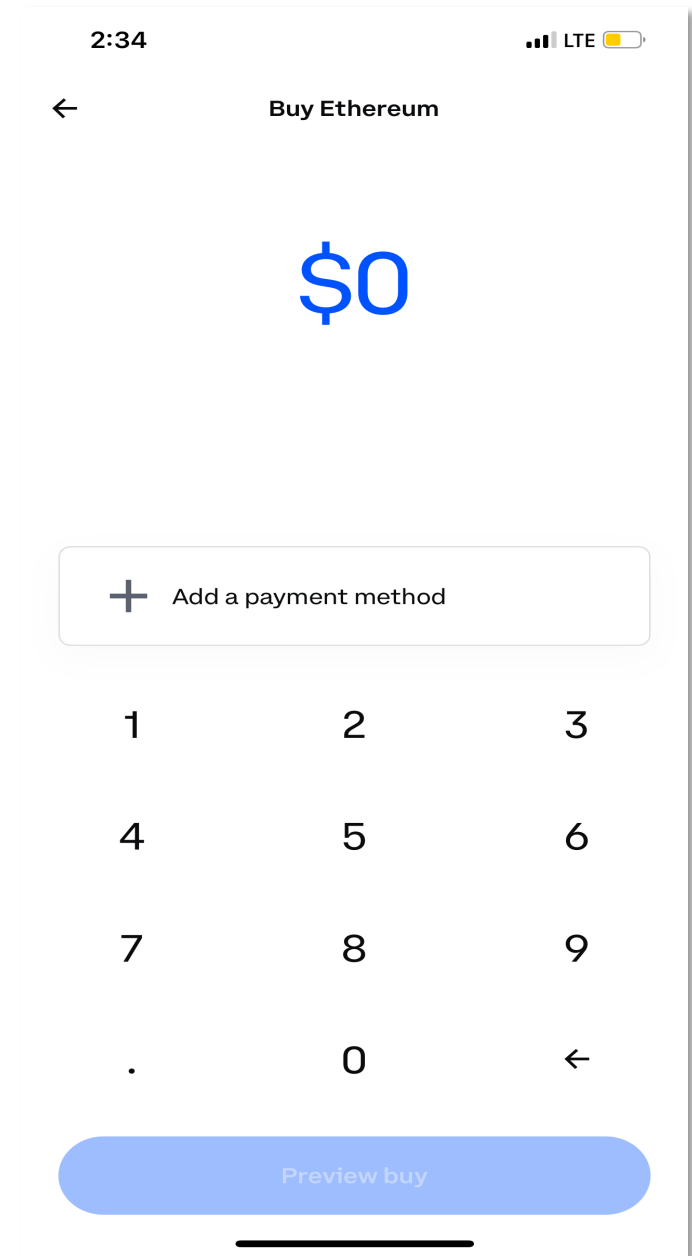 2:34 LTE
Buy Ethereum
$0
Add a payment method
1 2 3
4 5 6
7 8 9
. 0
Preview buy